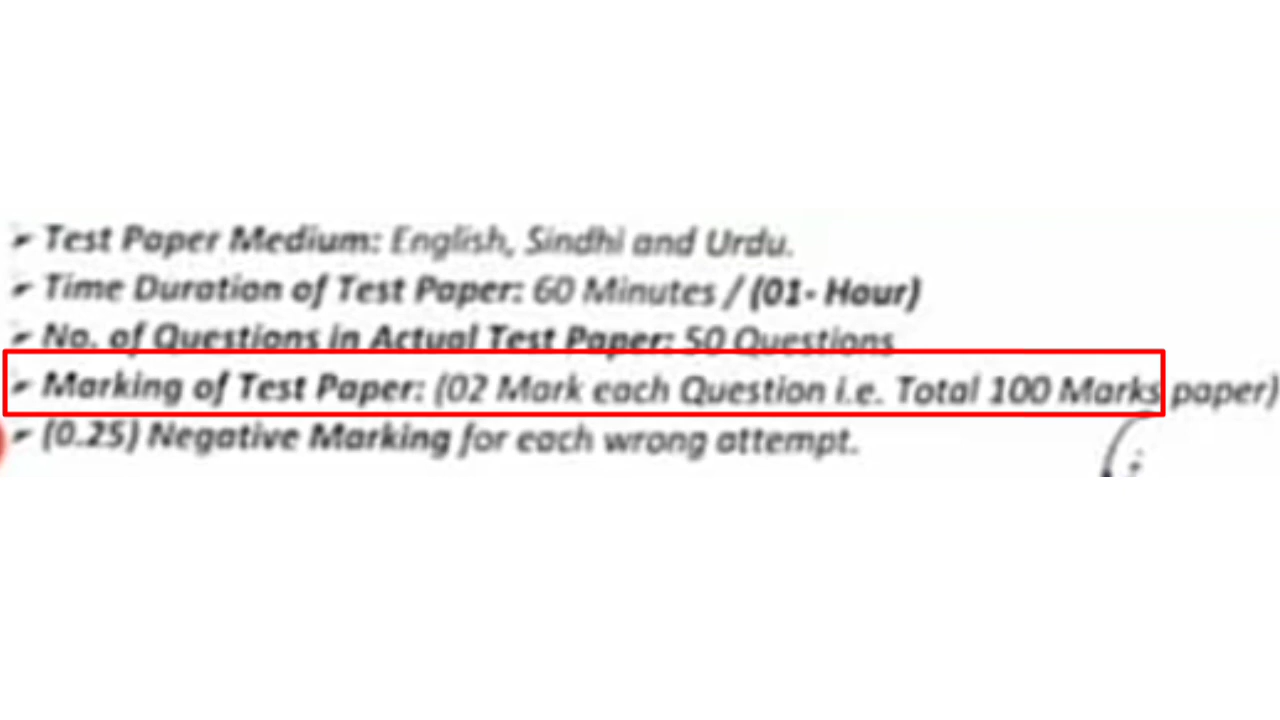 Test Paper Medium: English, Sindhi and Urdu.
Time Duration of Test Paper: 60 Minutes / (01- Hour)
No. of Questions in Actual Test Paper: 50 Questions
Marking of Test Paper: (02 Mark each Question i.e. Total 100 Marks paper)
(0.25) Negative Marking for each wrong attempt.